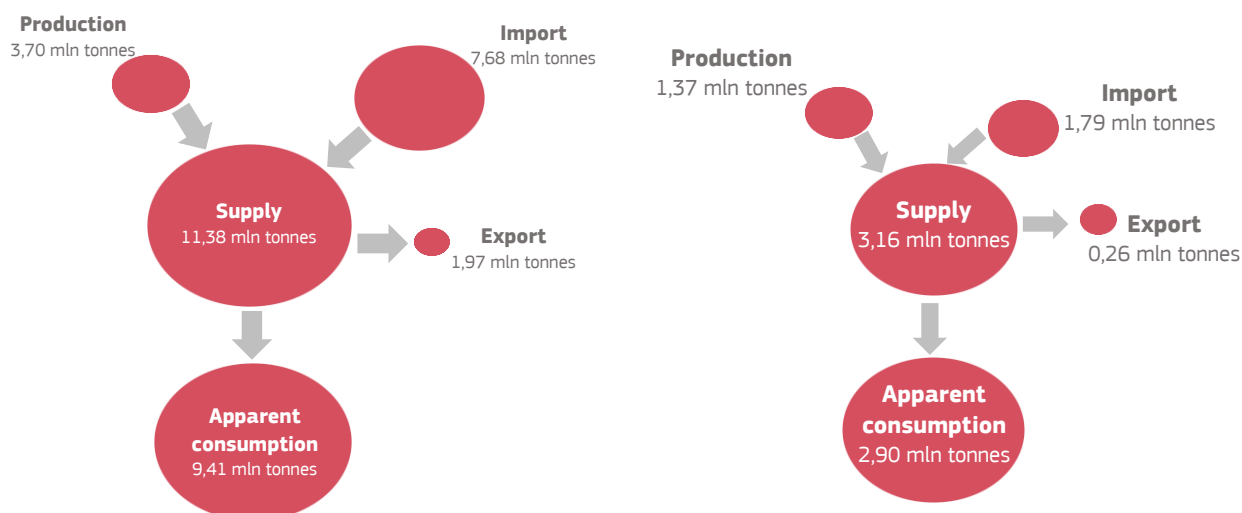 Production
3,70 mln tonnes
Import
7,68 mln tonnes
Supply
11,38 mln tonnes
Export
1,97 mln tonnes
Apparent
consumption
9,41 mln tonnes
Production
1,37 mln tonnes
Import
1,79 mln tonnes
Supply
3,16 mln tonnes
Export
0,26 mln tonnes
Apparent
consumption
2,90 mln tonnes